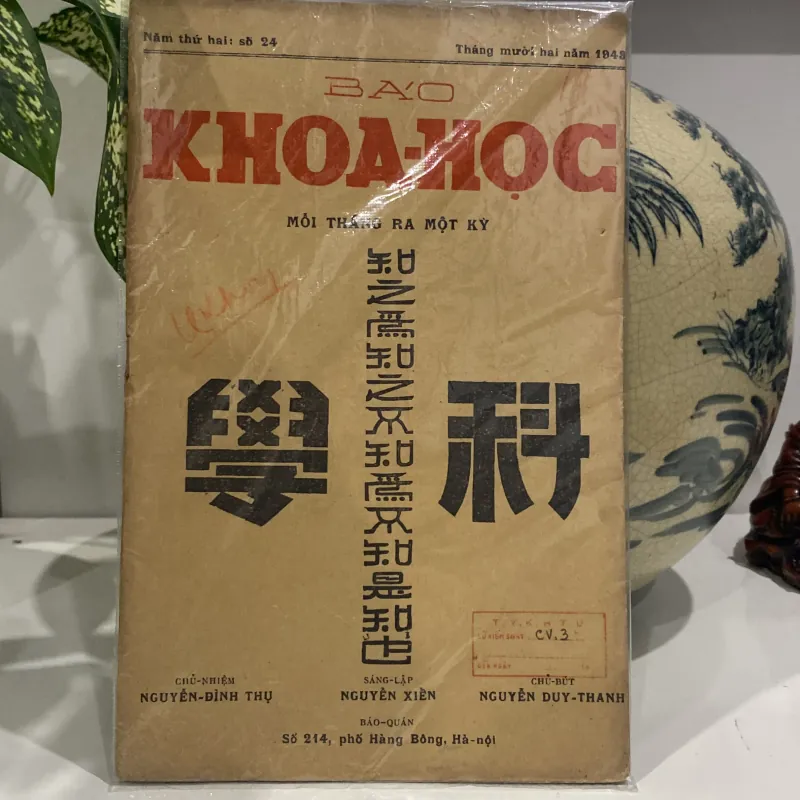 Năm thứ hai: số 24
Tháng mười hai năm 1943
BÁO
KHOA-HỌC
MỖI THÁNG RA MỘT KỲ
科學
知之爲知之不知爲不知是知也
T.V.K.H.T.U
CV.3
CHỦ-NHIỆM
NGUYỄN-ĐÌNH THỤ
SÁNG-LẬP
NGUYỄN XIỂN
CHỦ-BÚT
NGUYỄN DUY-THANH
BÁO-QUÁN
Số 214, phố Hàng Bông, Hà-nội